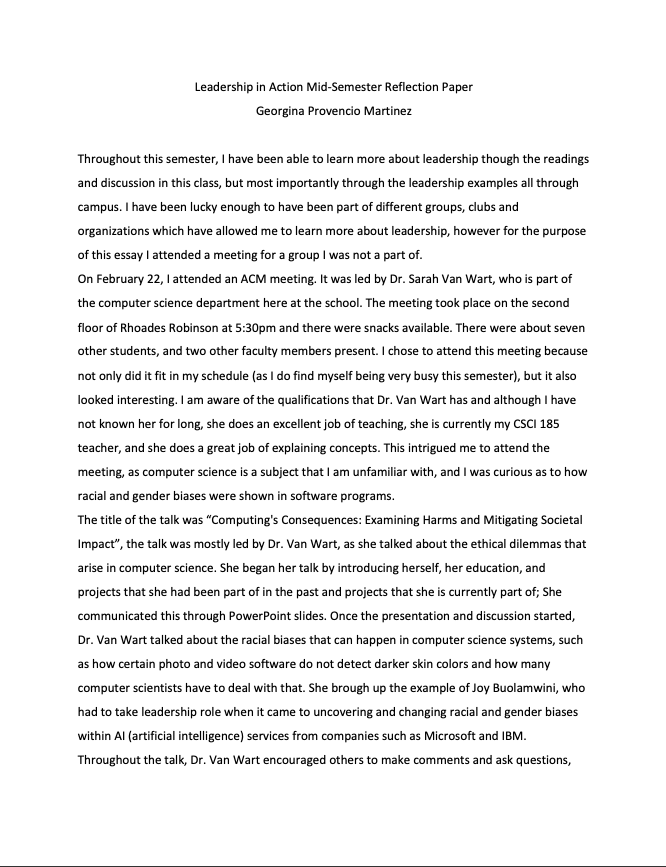 Leadership in Action Mid-Semester Reflection Paper
Georgina Provencio Martinez
Throughout this semester, I have been able to learn more about leadership though the readings
and discussion in this class, but most importantly through the leadership examples all through
campus. I have been lucky enough to have been part of different groups, clubs and
organizations which have allowed me to learn more about leadership, however for the purpose
of this essay I attended a meeting for a group I was not a part of.
On February 22, I attended an ACM meeting. It was led by Dr. Sarah Van Wart, who is part of
the computer science department here at the school. The meeting took place on the second
floor of Rhoades Robinson at 5:30pm and there were snacks available. There were about seven
other students, and two other faculty members present. I chose to attend this meeting because
not only did it fit in my schedule (as I do find myself being very busy this semester), but it also
looked interesting. I am aware of the qualifications that Dr. Van Wart has and although I have
not known her for long, she does an excellent job of teaching, she is currently my CSCI 185
teacher, and she does a great job of explaining concepts. This intrigued me to attend the
meeting, as computer science is a subject that I am unfamiliar with, and I was curious as to how
racial and gender biases were shown in software programs.
The title of the talk was “Computing's Consequences: Examining Harms and Mitigating Societal
Impact”, the talk was mostly led by Dr. Van Wart, as she talked about the ethical dilemmas that
arise in computer science. She began her talk by introducing herself, her education, and
projects that she had been part of in the past and projects that she is currently part of; She
communicated this through PowerPoint slides. Once the presentation and discussion started,
Dr. Van Wart talked about the racial biases that can happen in computer science systems, such
as how certain photo and video software do not detect darker skin colors and how many
computer scientists have to deal with that. She brough up the example of Joy Buolamwini, who
had to take leadership role when it came to uncovering and changing racial and gender biases
within AI (artificial intelligence) services from companies such as Microsoft and IBM.
Throughout the talk, Dr. Van Wart encouraged others to make comments and ask questions,